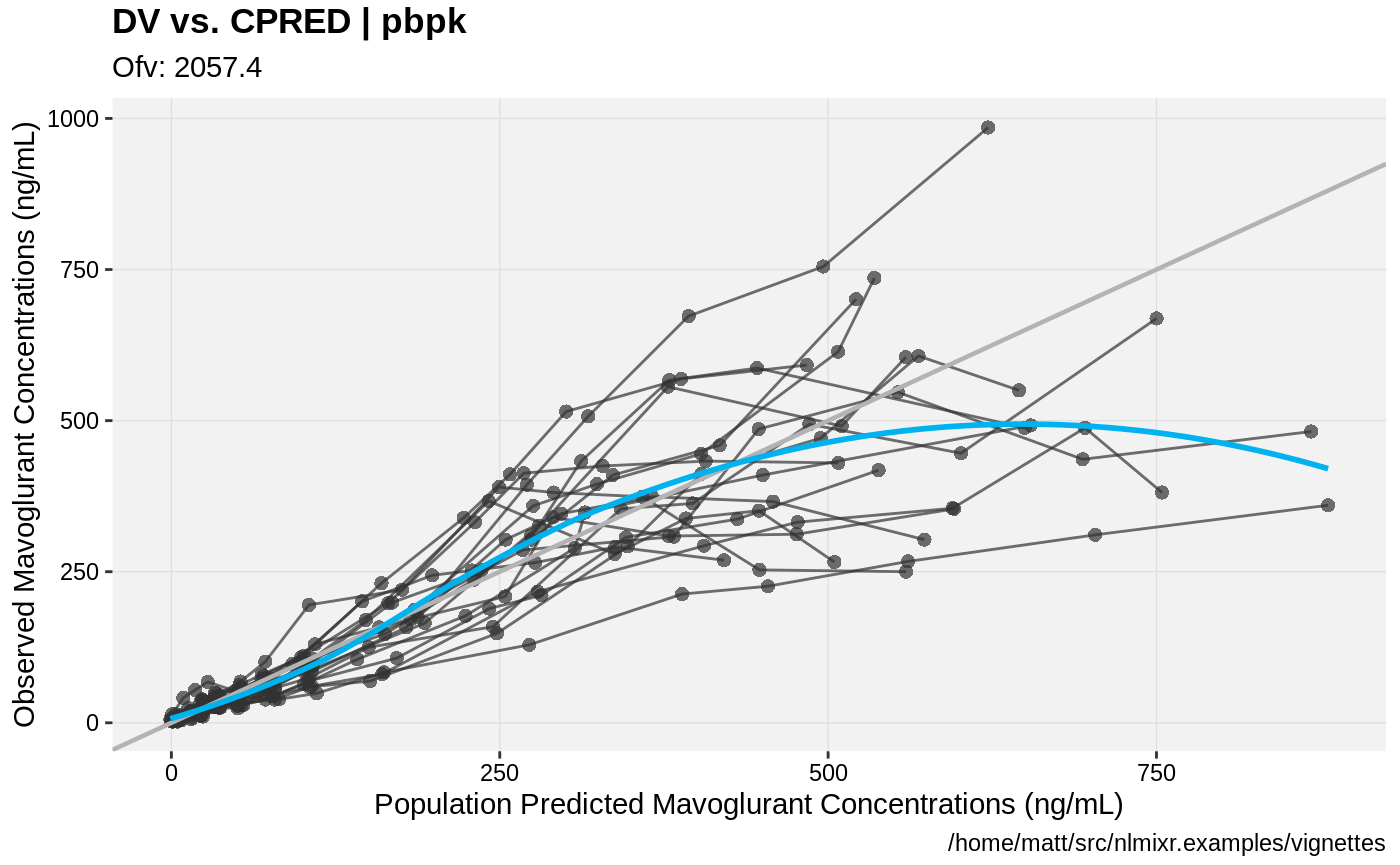 DV vs. CPRED | pbpk
Ofv: 2057.4
Observed Mavoglurant Concentrations (ng/mL)
1000
750
500
250
0
0
250
500
750
Population Predicted Mavoglurant Concentrations (ng/mL)
/home/matt/src/nlmixr.examples/vignettes